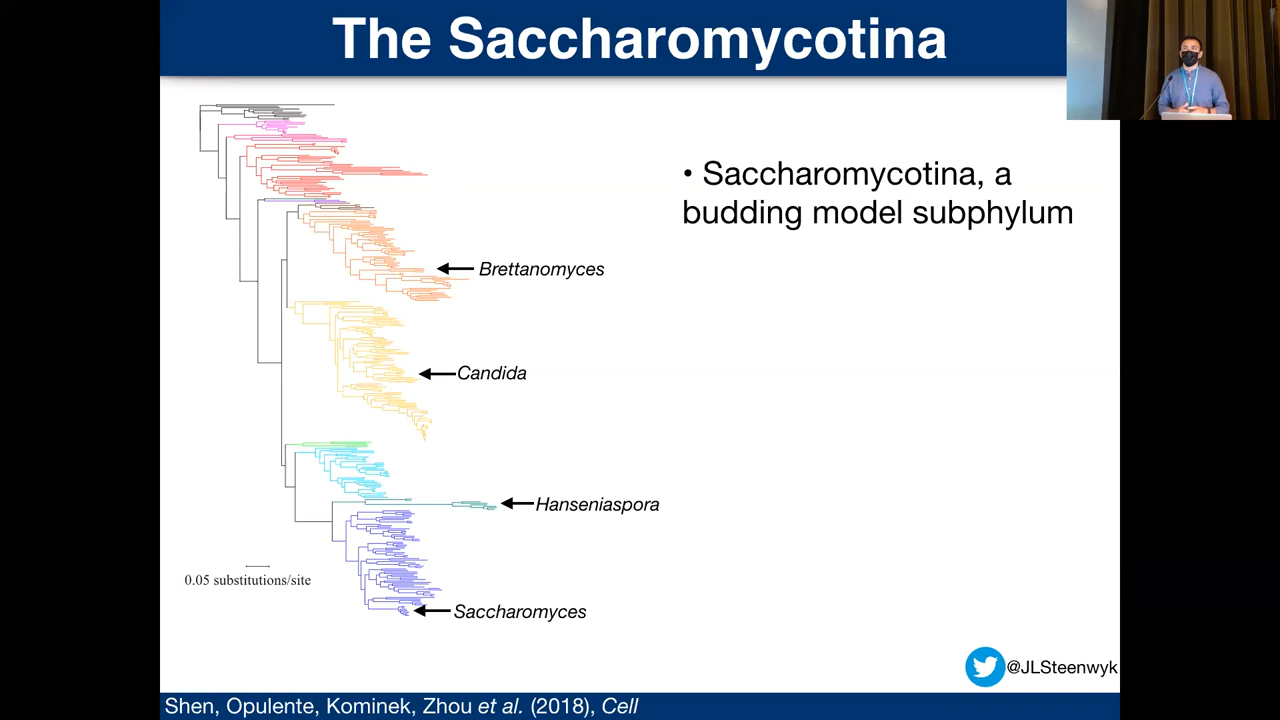 The Saccharomycotina
• Saccharomycotina, a
budding model subphylum
Brettanomyces
Candida
Hanseniaspora
0.05 substitutions/site
Saccharomyces
@JLSteenwyk
Shen, Opulente, Kominek, Zhou et al. (2018), Cell